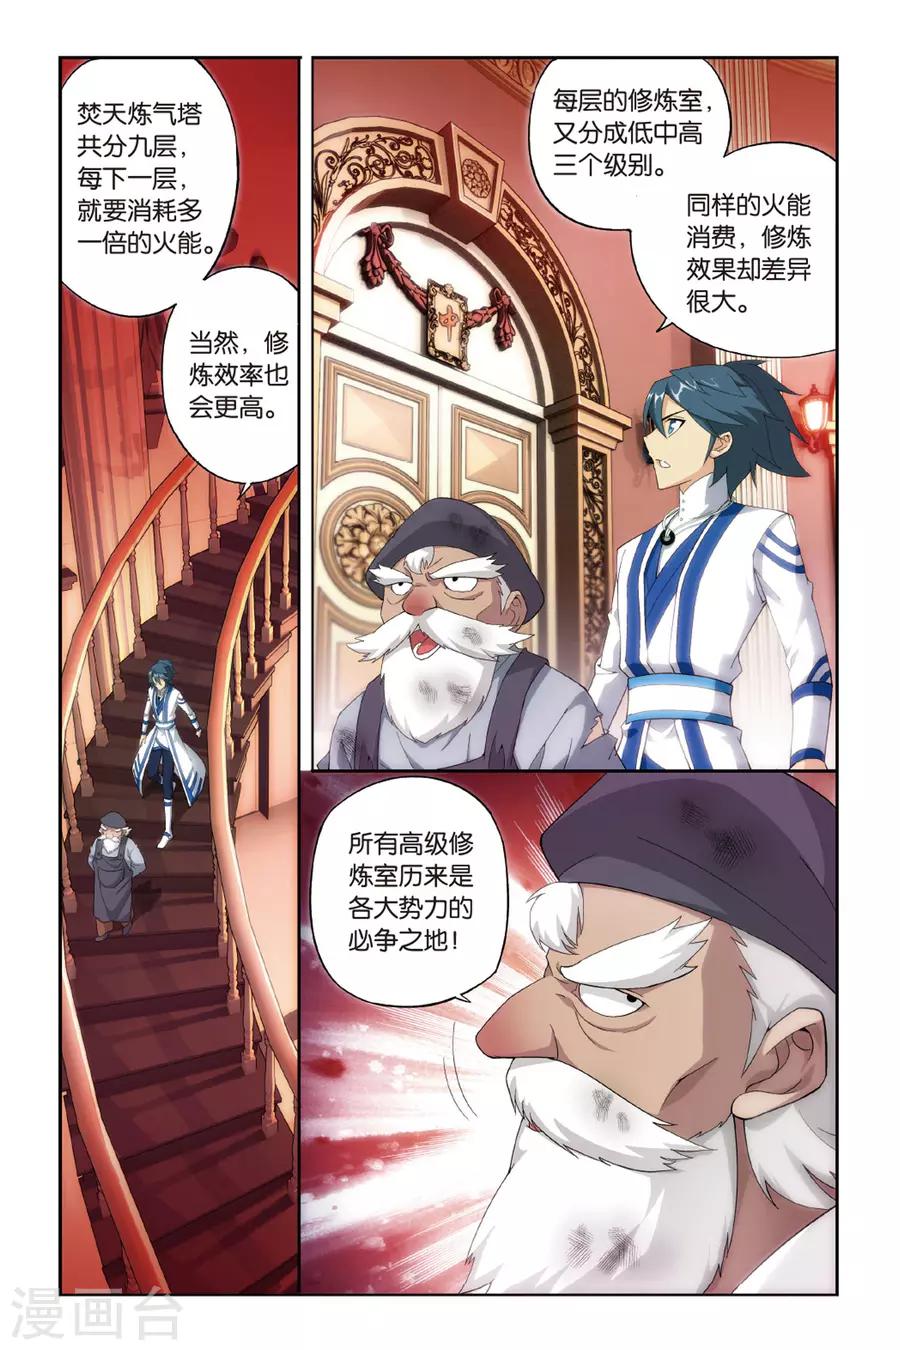 焚天炼气塔
共分九层，
每下一层，
就要消耗多
一倍的火能。
当然，修
炼效率也
会更高。
每层的修炼室，
又分成低中高
三个级别。
同样的火能
消费，修炼
效果却差异
很大。
中
所有高级修
炼室历来是
各大势力的
必争之地！
漫画台